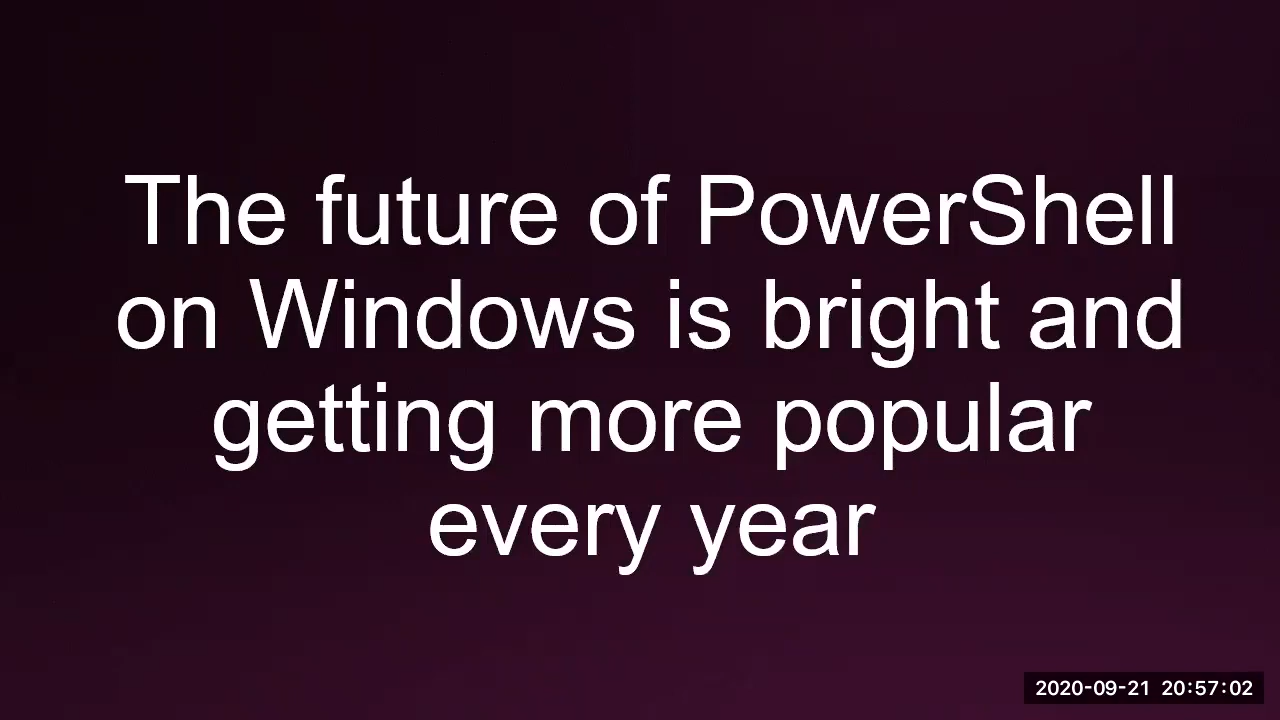 The future of PowerShell
on Windows is bright and
getting more popular
every year
2020-09-21 20:57:02